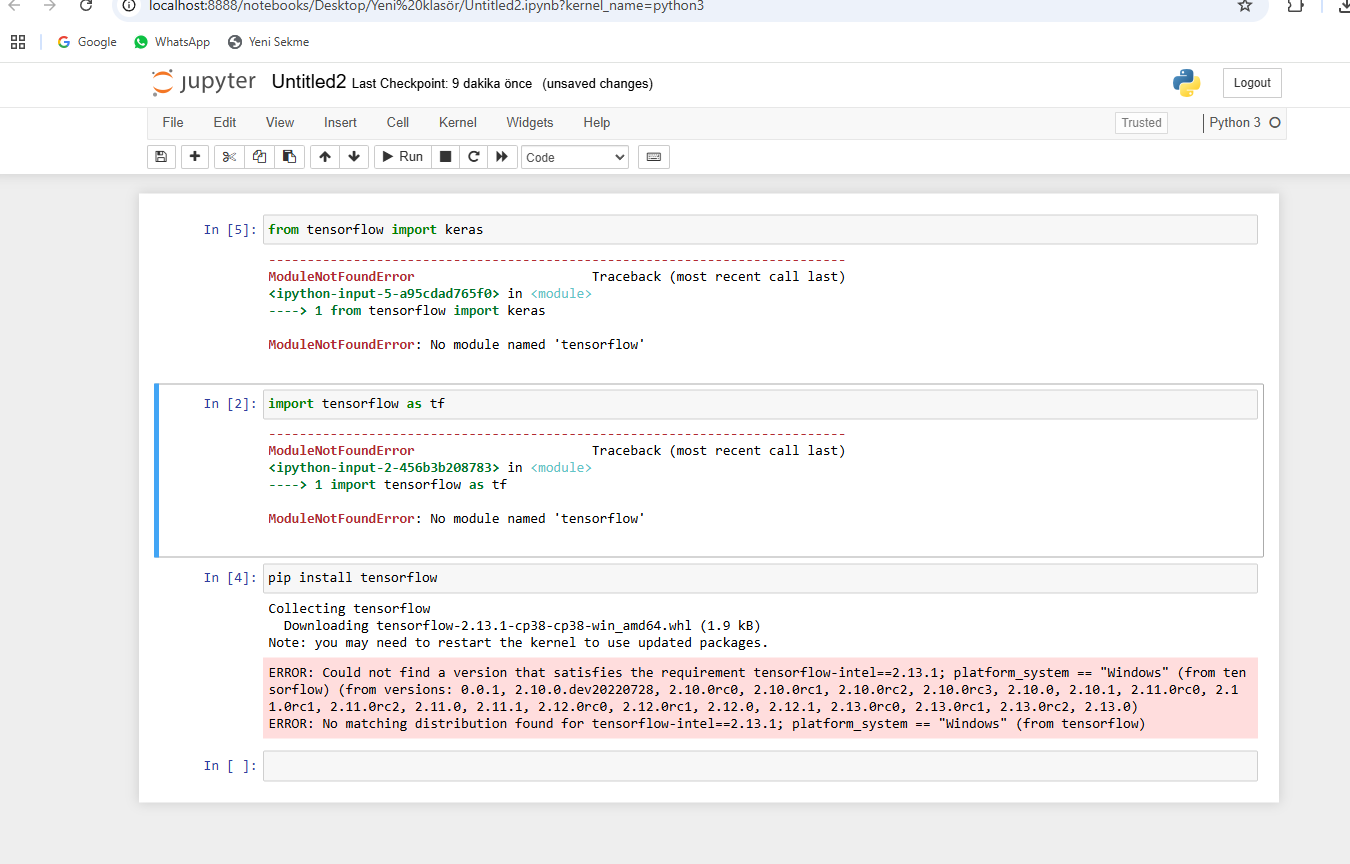 localhost:8888/notebooks/Desktop/Yeni%20klasör/Untitled2.ipynb?kernel_name=python3
Google WhatsApp Yeni Sekme
jupyter Untitled2 Last Checkpoint: 9 dakika önce (unsaved changes)
Logout
File Edit View Insert Cell Kernel Widgets Help Trusted Python 3
Run Code
In [5]: from tensorflow import keras
---------------------------------------------------------------------------
ModuleNotFoundError Traceback (most recent call last)
<ipython-input-5-a95cdad765f0> in <module>
----> 1 from tensorflow import keras
ModuleNotFoundError: No module named 'tensorflow'
In [2]: import tensorflow as tf
---------------------------------------------------------------------------
ModuleNotFoundError Traceback (most recent call last)
<ipython-input-2-456b3b208783> in <module>
----> 1 import tensorflow as tf
ModuleNotFoundError: No module named 'tensorflow'
In [4]: pip install tensorflow
Collecting tensorflow
Downloading tensorflow-2.13.1-cp38-cp38-win_amd64.whl (1.9 kB)
Note: you may need to restart the kernel to use updated packages.
ERROR: Could not find a version that satisfies the requirement tensorflow-intel==2.13.1; platform_system == "Windows" (from ten
sorflow) (from versions: 0.0.1, 2.10.0.dev20220728, 2.10.0rc0, 2.10.0rc1, 2.10.0rc2, 2.10.0rc3, 2.10.0, 2.10.1, 2.11.0rc0, 2.1
1.0rc1, 2.11.0rc2, 2.11.0, 2.11.1, 2.12.0rc0, 2.12.0rc1, 2.12.0, 2.12.1, 2.13.0rc0, 2.13.0rc1, 2.13.0rc2, 2.13.0)
ERROR: No matching distribution found for tensorflow-intel==2.13.1; platform_system == "Windows" (from tensorflow)
In [ ]: